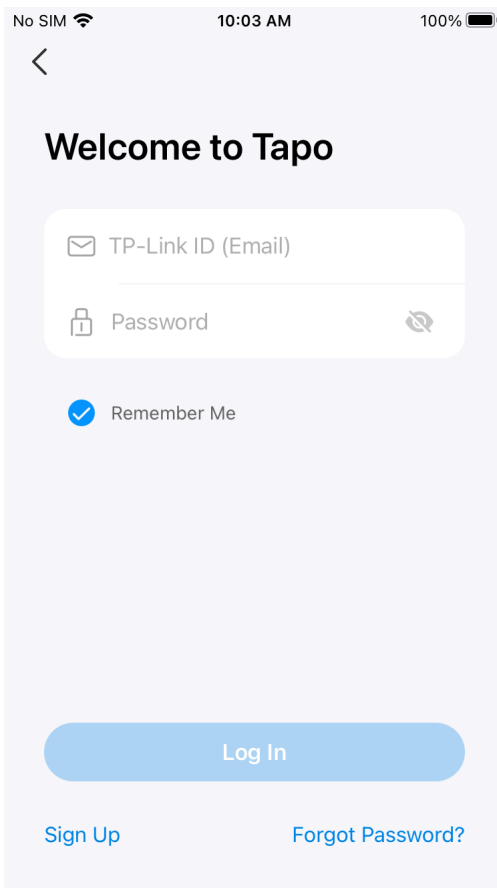 No SIM 10:03 AM 100%
Welcome to Tapo
TP-Link ID (Email)
Password
Remember Me
Log In
Sign Up Forgot Password?